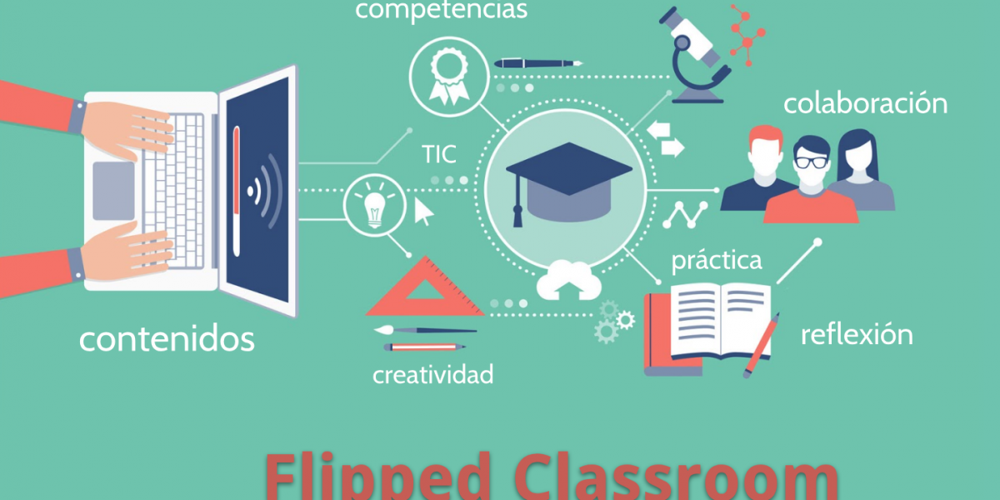 competencias
colaboración
TIC
práctica
contenidos
reflexión
creatividad
Flipped Classroom